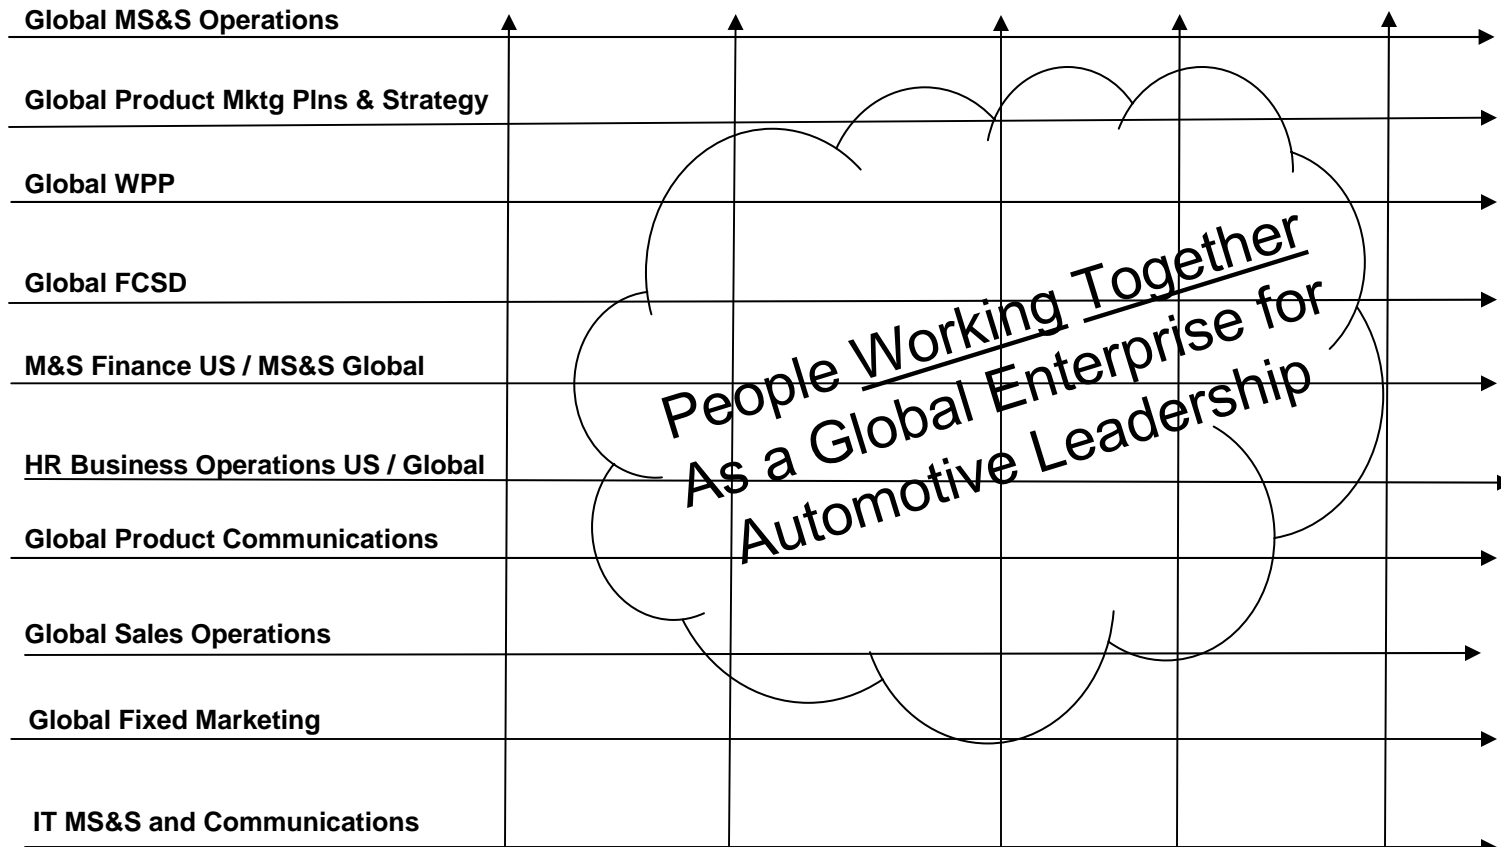 Global MS&S Operations
Global Product Mktg Plns & Strategy
Global WPP
Global FCSD
M&S Finance US / MS&S Global
HR Business Operations US / Global
Global Product Communications
Global Sales Operations
Global Fixed Marketing
IT MS&S and Communications
People Working Together
As a Global Enterprise for
Automotive Leadership